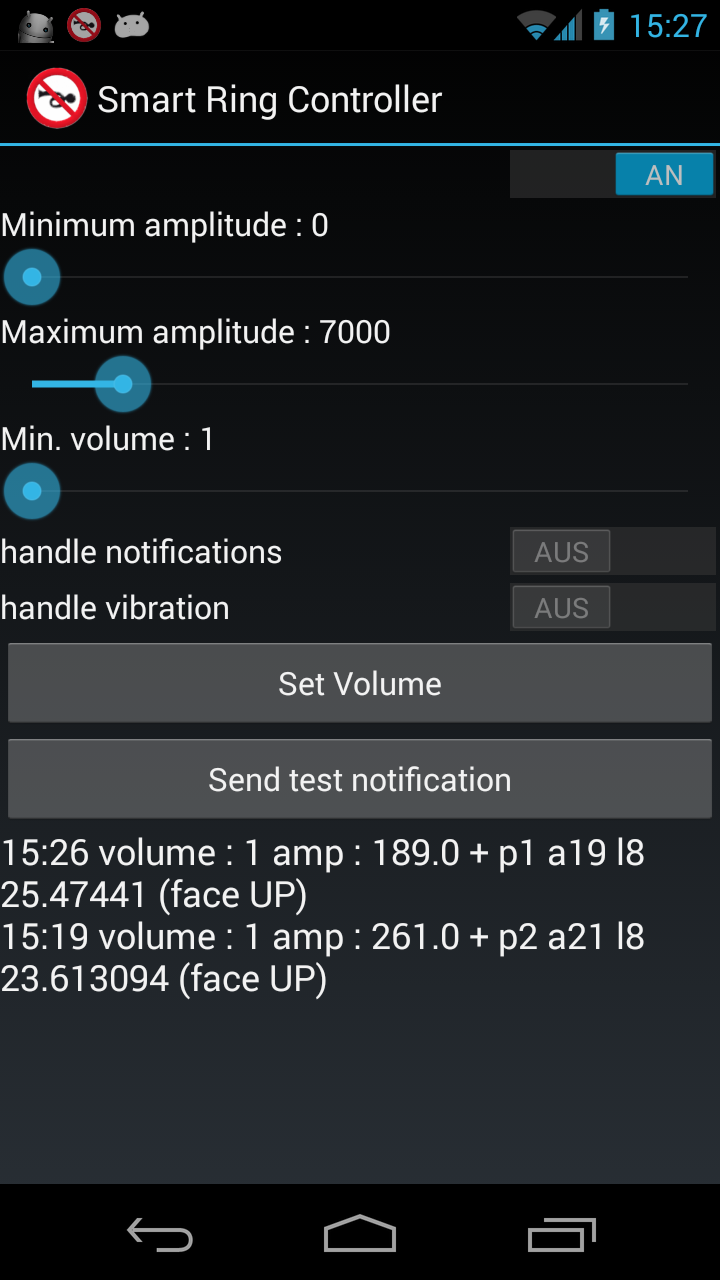 15:27
Smart Ring Controller
AN
Minimum amplitude : 0
Maximum amplitude : 7000
Min. volume : 1
handle notifications AUS
handle vibration AUS
Set Volume
Send test notification
15:26 volume : 1 amp : 189.0 + p1 a19 l8
25.47441 (face UP)
15:19 volume : 1 amp : 261.0 + p2 a21 l8
23.613094 (face UP)